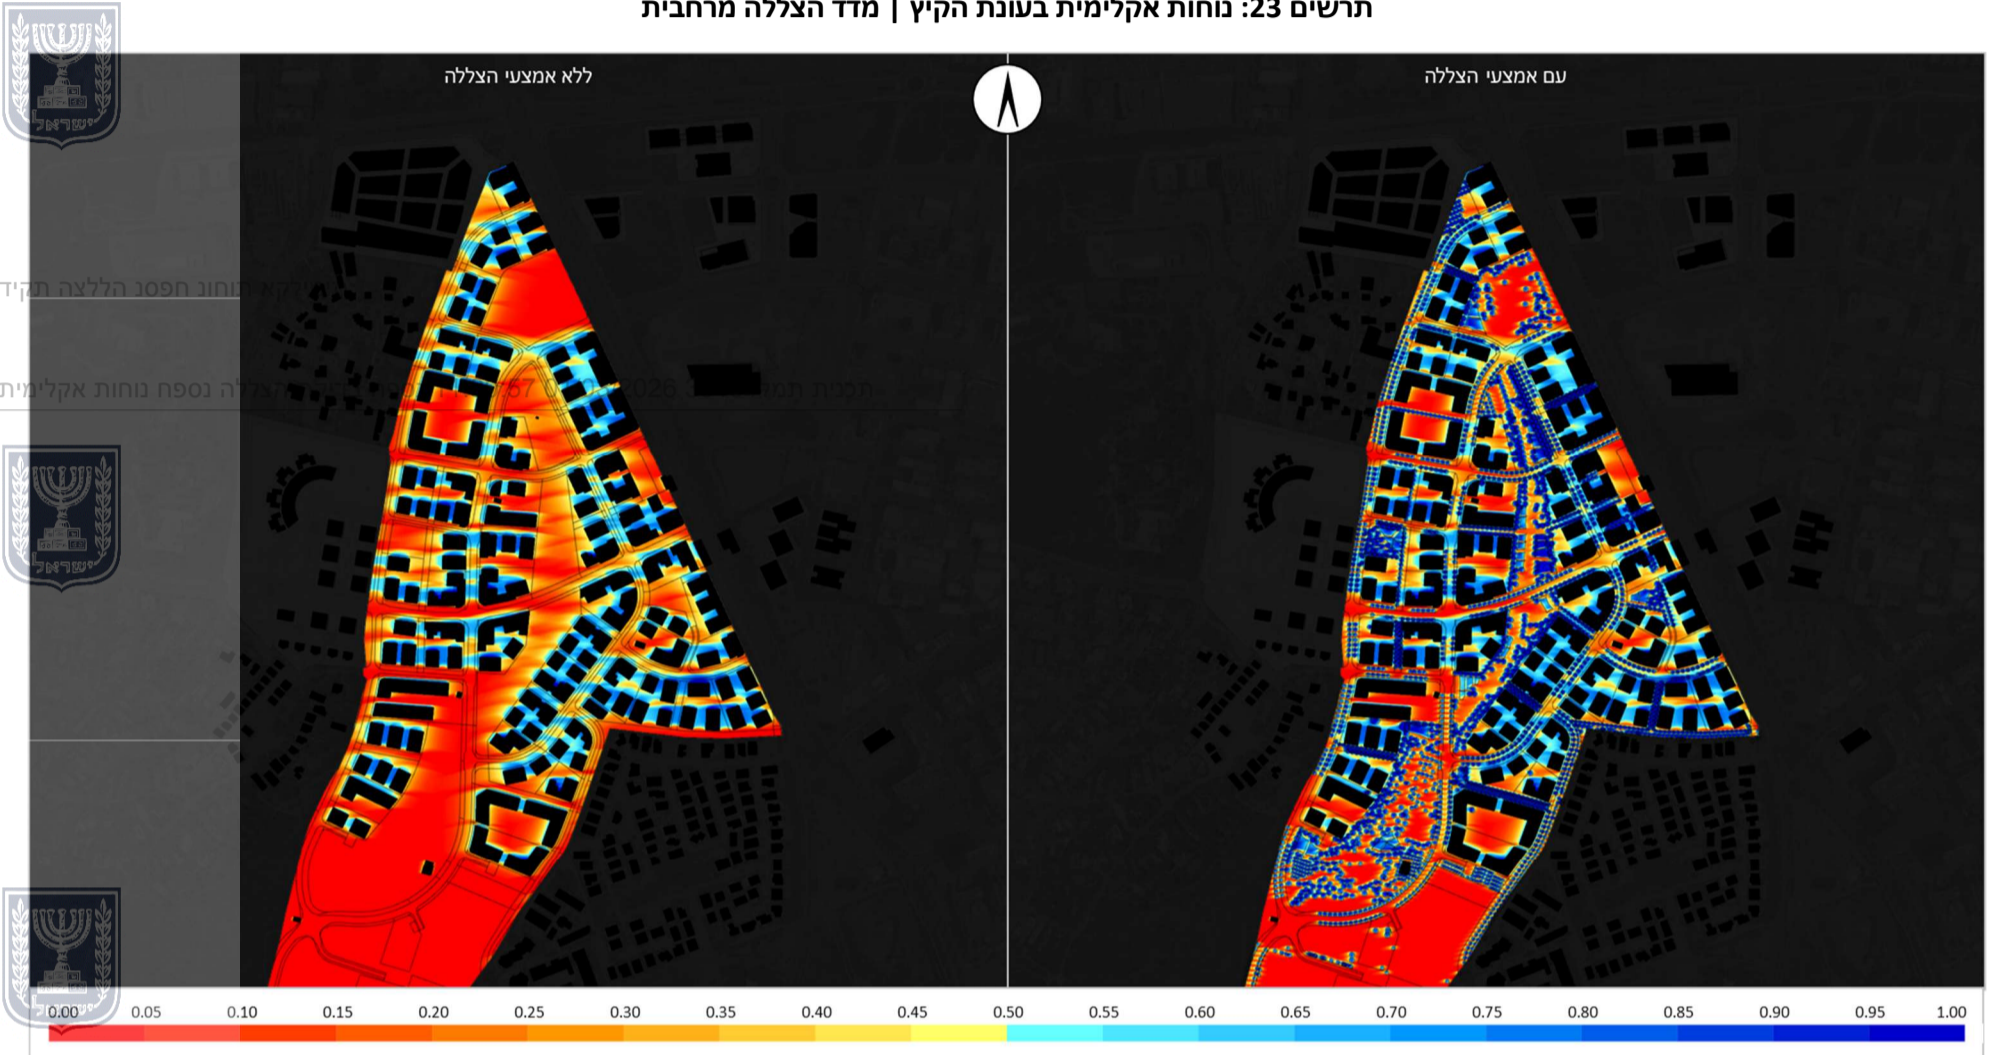 תרשים 23: נוחות אקלימית בעונת הקיץ | מדד הצללה מרחבית
עם אמצעי הצללה
ללא אמצעי הצללה
ישראל
ישראל
ישראל
0.00 0.05 0.10 0.15 0.20 0.25 0.30 0.35 0.40 0.45 0.50 0.55 0.60 0.65 0.70 0.75 0.80 0.85 0.90 0.95 1.00